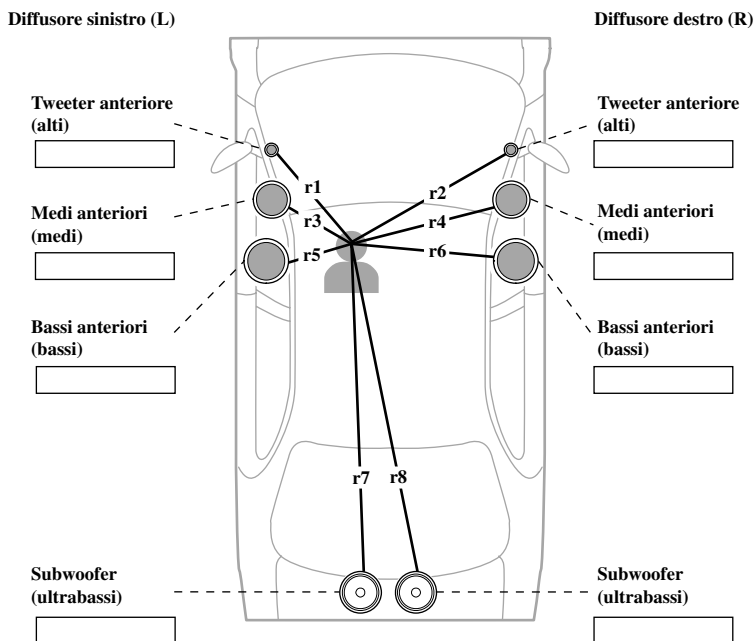 Diffusore sinistro (L)
Diffusore destro (R)
Tweeter anteriore
(alti)
Tweeter anteriore
(alti)
r1
r2
Medi anteriori
(medi)
r3
r4
Medi anteriori
(medi)
r5
r6
Bassi anteriori
(bassi)
Bassi anteriori
(bassi)
r7
r8
Subwoofer
(ultrabassi)
Subwoofer
(ultrabassi)